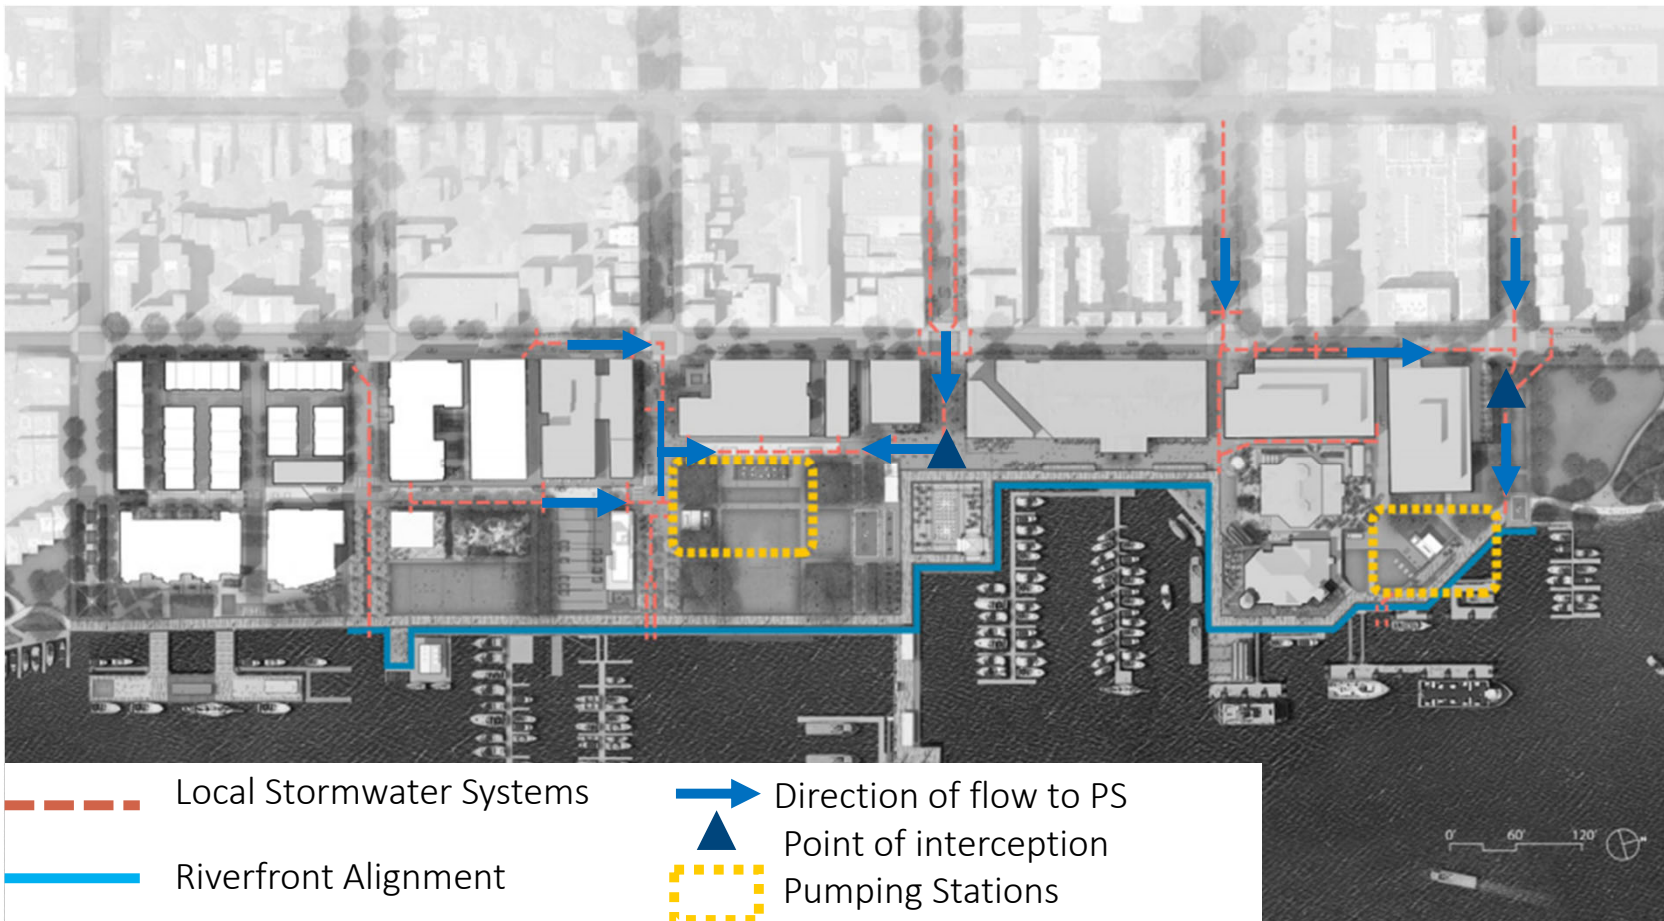 Local Stormwater Systems
Riverfront Alignment
Direction of flow to PS
Point of interception
Pumping Stations
0' 60' 120'